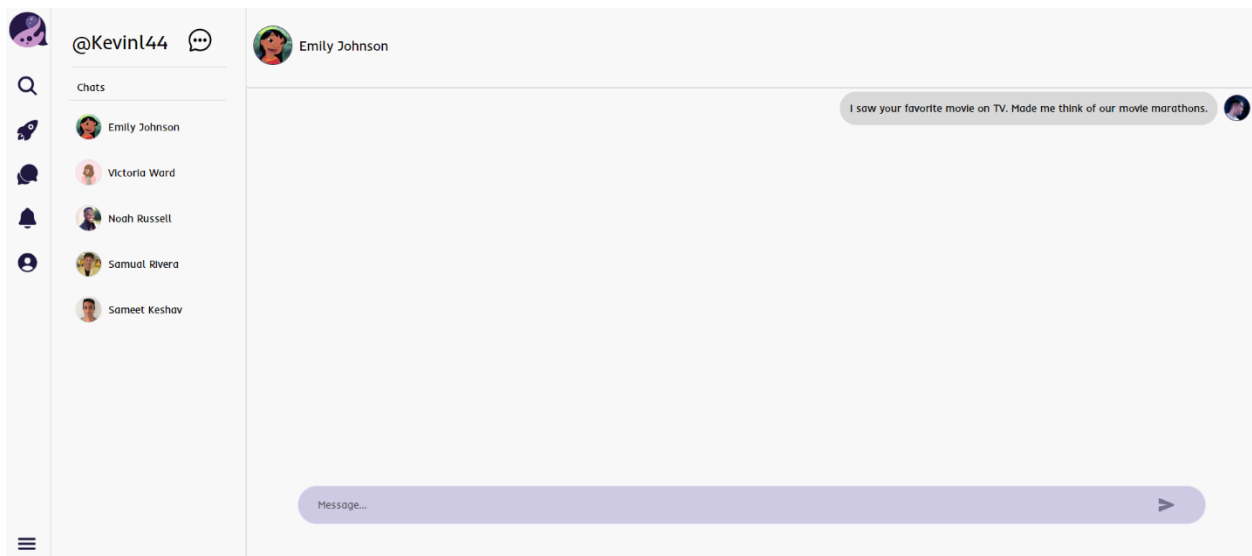 @Kevinl44
Emily Johnson
Chats
I saw your favorite movie on TV. Made me think of our movie marathons.
Emily Johnson
Victoria Ward
Noah Russell
Samual Rivera
Sameet Keshav
Message...